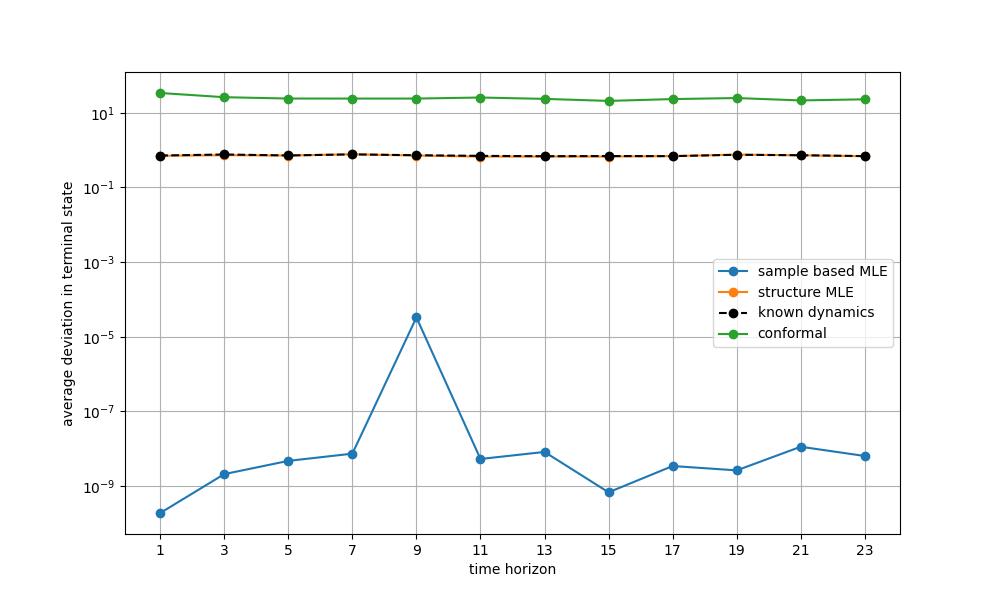 average deviation in terminal state
10¹
10⁻¹
10⁻³
10⁻⁵
10⁻⁷
10⁻⁹
sample based MLE
structure MLE
known dynamics
conformal
1 3 5 7 9 11 13 15 17 19 21 23
time horizon